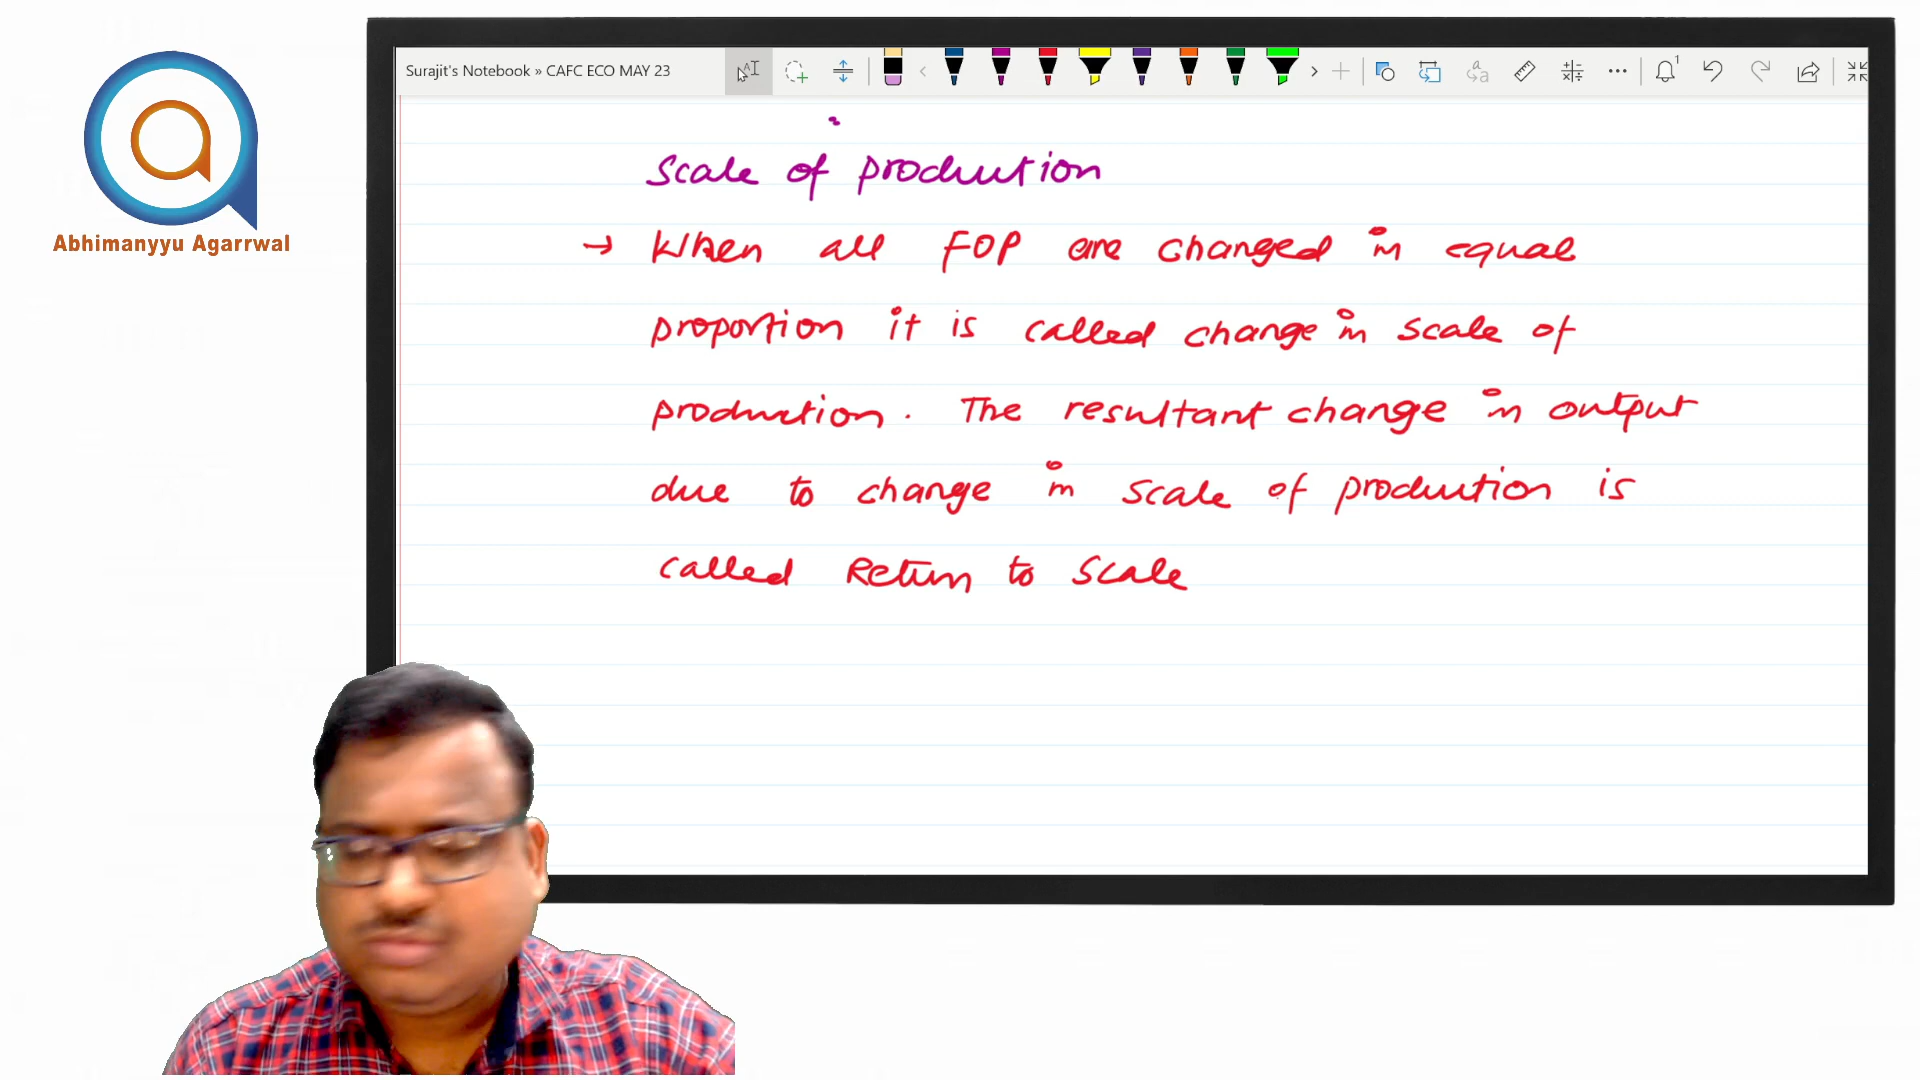 Surajit's Notebook » CAFC ECO MAY 23
Abhimanyyu Agarrwal
Scale of production
→ When all FOP are changed in equal
proportion it is called change in scale of
production. The resultant change in output
due to change in scale of production is
called Return to Scale